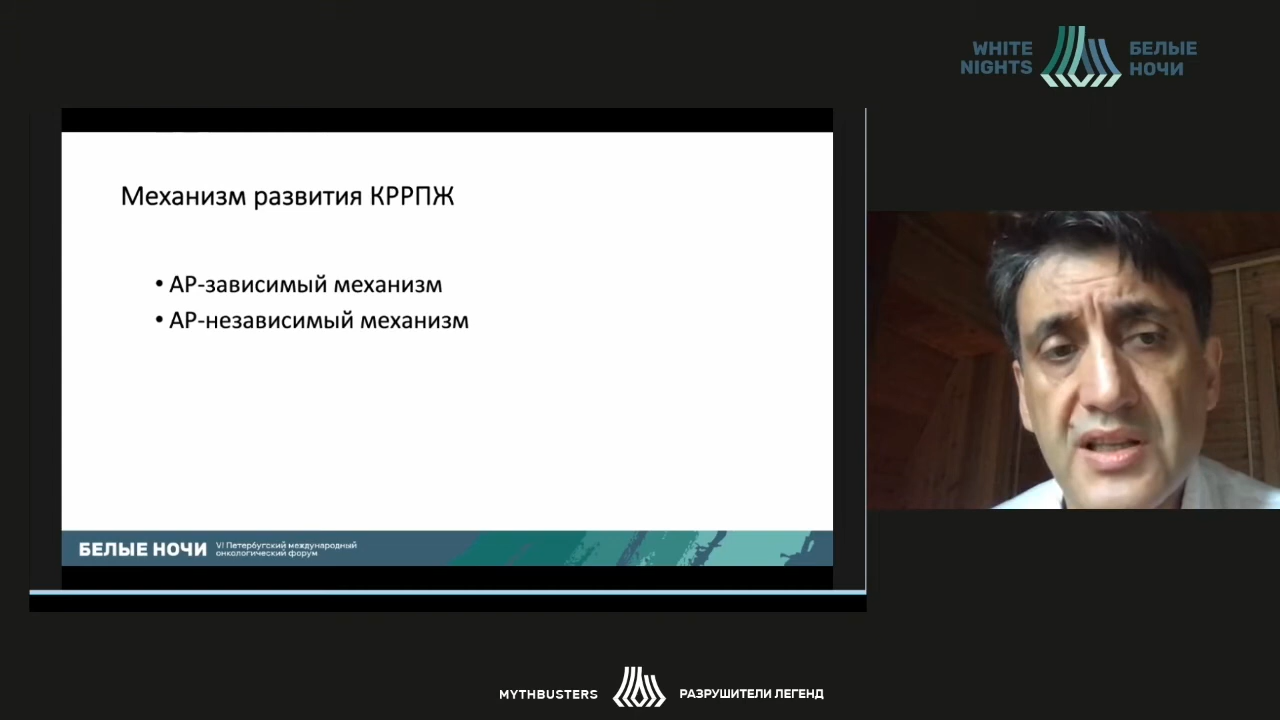 WHITE
NIGHTS
БЕЛЫЕ
НОЧИ
Механизм развития КРРПЖ
• АР-зависимый механизм
• АР-независимый механизм
БЕЛЫЕ НОЧИ
VI Петербугский международный
онкологический форум
MYTHBUSTERS
РАЗРУШИТЕЛИ ЛЕГЕНД